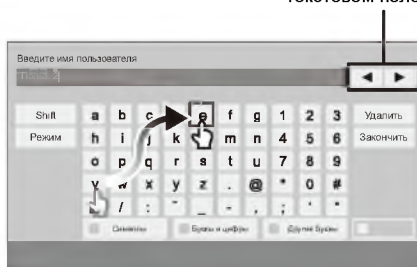 текстовом поле
Введите имя пользователя
◄ ►
Shift a b c e f g 1 2 3 Удалить
Режим h i j k m n 4 5 6 Закончить
o p q r s t u 7 8 9
v w x y z . @ * 0 #
/ : _ - , ;
Символы Буквы и цифры Другие буквы